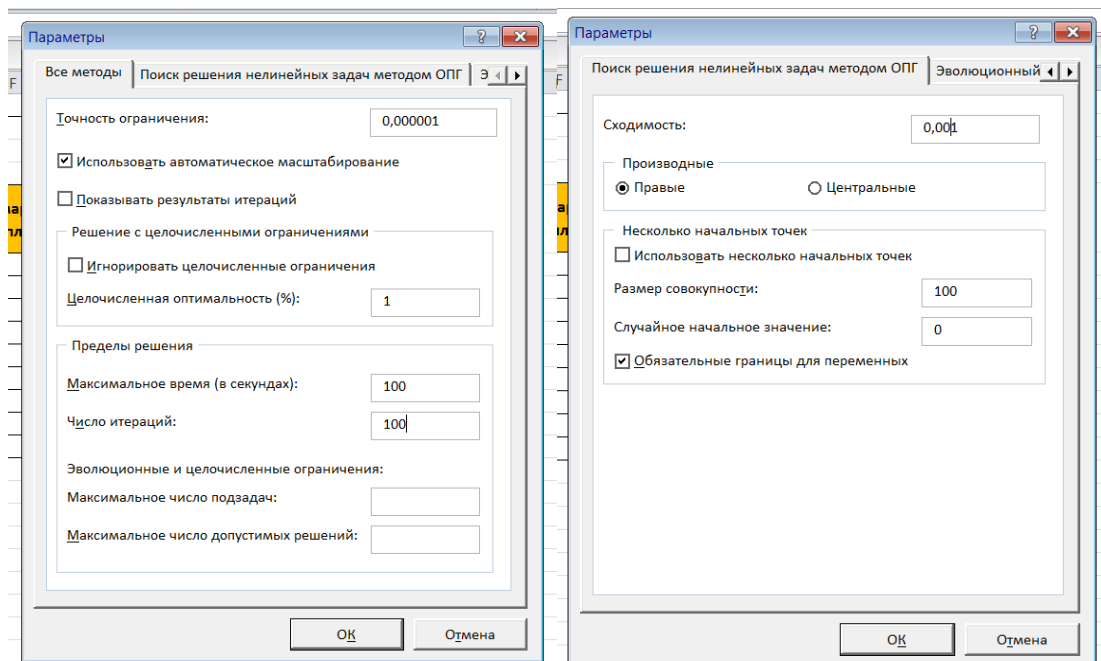 Параметры
Все методы
Поиск решения нелинейных задач методом ОПГ
Э
Точность ограничения:
0,000001
Использовать автоматическое масштабирование
Показывать результаты итераций
Решение с целочисленными ограничениями
Игнорировать целочисленные ограничения
Целочисленная оптимальность (%):
1
Пределы решения
Максимальное время (в секундах):
100
Число итераций:
100
Эволюционные и целочисленные ограничения:
Максимальное число подзадач:
Максимальное число допустимых решений:
ОК
Отмена
F
Параметры
Поиск решения нелинейных задач методом ОПГ
Эволюционный
Сходимость:
0,001
Производные
Правые
Центральные
Несколько начальных точек
Использовать несколько начальных точек
Размер совокупности:
100
Случайное начальное значение:
0
Обязательные границы для переменных
ОК
Отмена
F